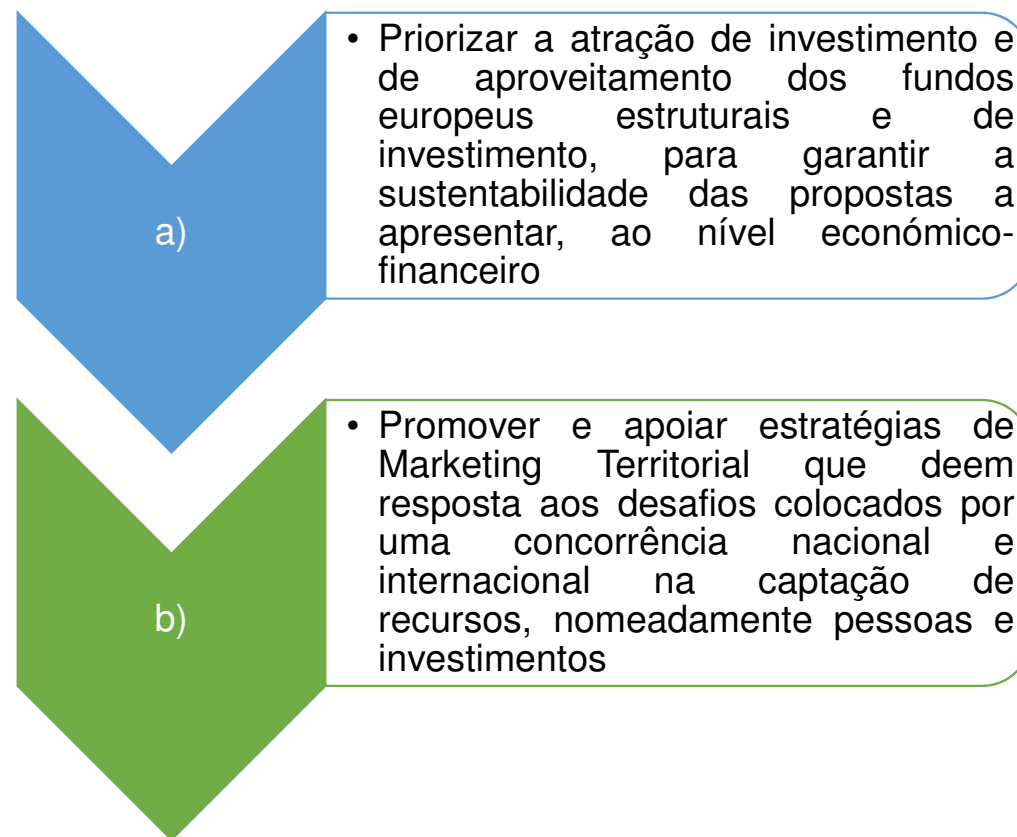 a)
• Priorizar a atração de investimento e
de aproveitamento dos fundos
europeus estruturais e de
investimento, para garantir a
sustentabilidade das propostas a
apresentar, ao nível económico-
financeiro
b)
• Promover e apoiar estratégias de
Marketing Territorial que deem
resposta aos desafios colocados por
uma concorrência nacional e
internacional na captação de
recursos, nomeadamente pessoas e
investimentos